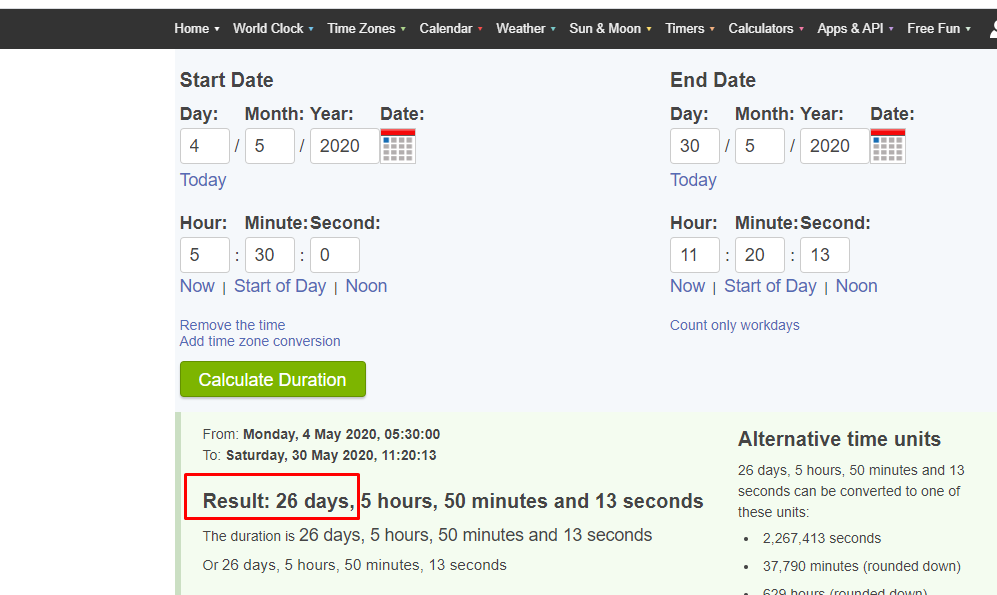 Home World Clock Time Zones Calendar Weather Sun & Moon Timers Calculators Apps & API Free Fun
Start Date
Day: Month: Year: Date:
4 / 5 / 2020
Today
Hour: Minute: Second:
5 : 30 : 0
Now | Start of Day | Noon
Remove the time
Add time zone conversion
Calculate Duration
End Date
Day: Month: Year: Date:
30 / 5 / 2020
Today
Hour: Minute: Second:
11 : 20 : 13
Now | Start of Day | Noon
Count only workdays
From: Monday, 4 May 2020, 05:30:00
To: Saturday, 30 May 2020, 11:20:13
Result: 26 days, 5 hours, 50 minutes and 13 seconds
The duration is 26 days, 5 hours, 50 minutes and 13 seconds
Or 26 days, 5 hours, 50 minutes, 13 seconds
Alternative time units
26 days, 5 hours, 50 minutes and 13
seconds can be converted to one of
these units:
• 2,267,413 seconds
• 37,790 minutes (rounded down)
• 629 hours (rounded down)